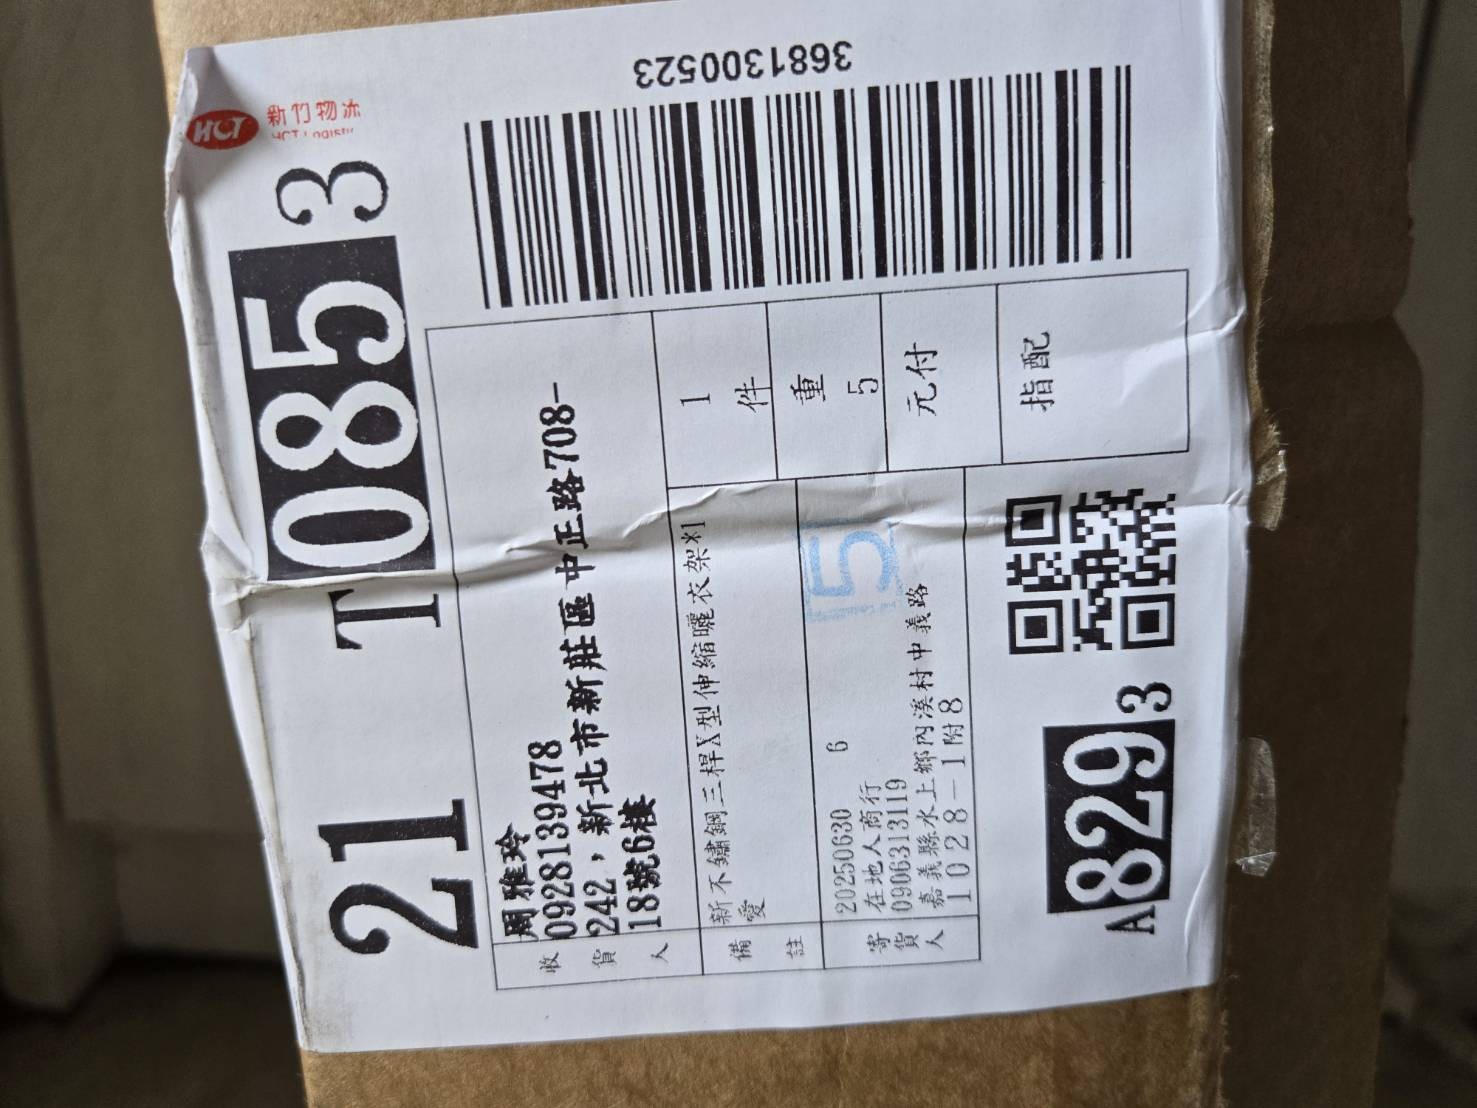 HCT 新竹物流
21 T 085 3
3681300523
收貨人
周雅玲
0928139478
242，新北市新莊區中正路708-
18號6樓
備註
新不鏽鋼三桿X型伸縮曬衣架米1
愛
寄貨人
20250630 6
在地人商行
0906313119
嘉義縣水上鄉內溪村中義路
1028-1附8
1
件
重
5
元付
指配
5
A 829 3